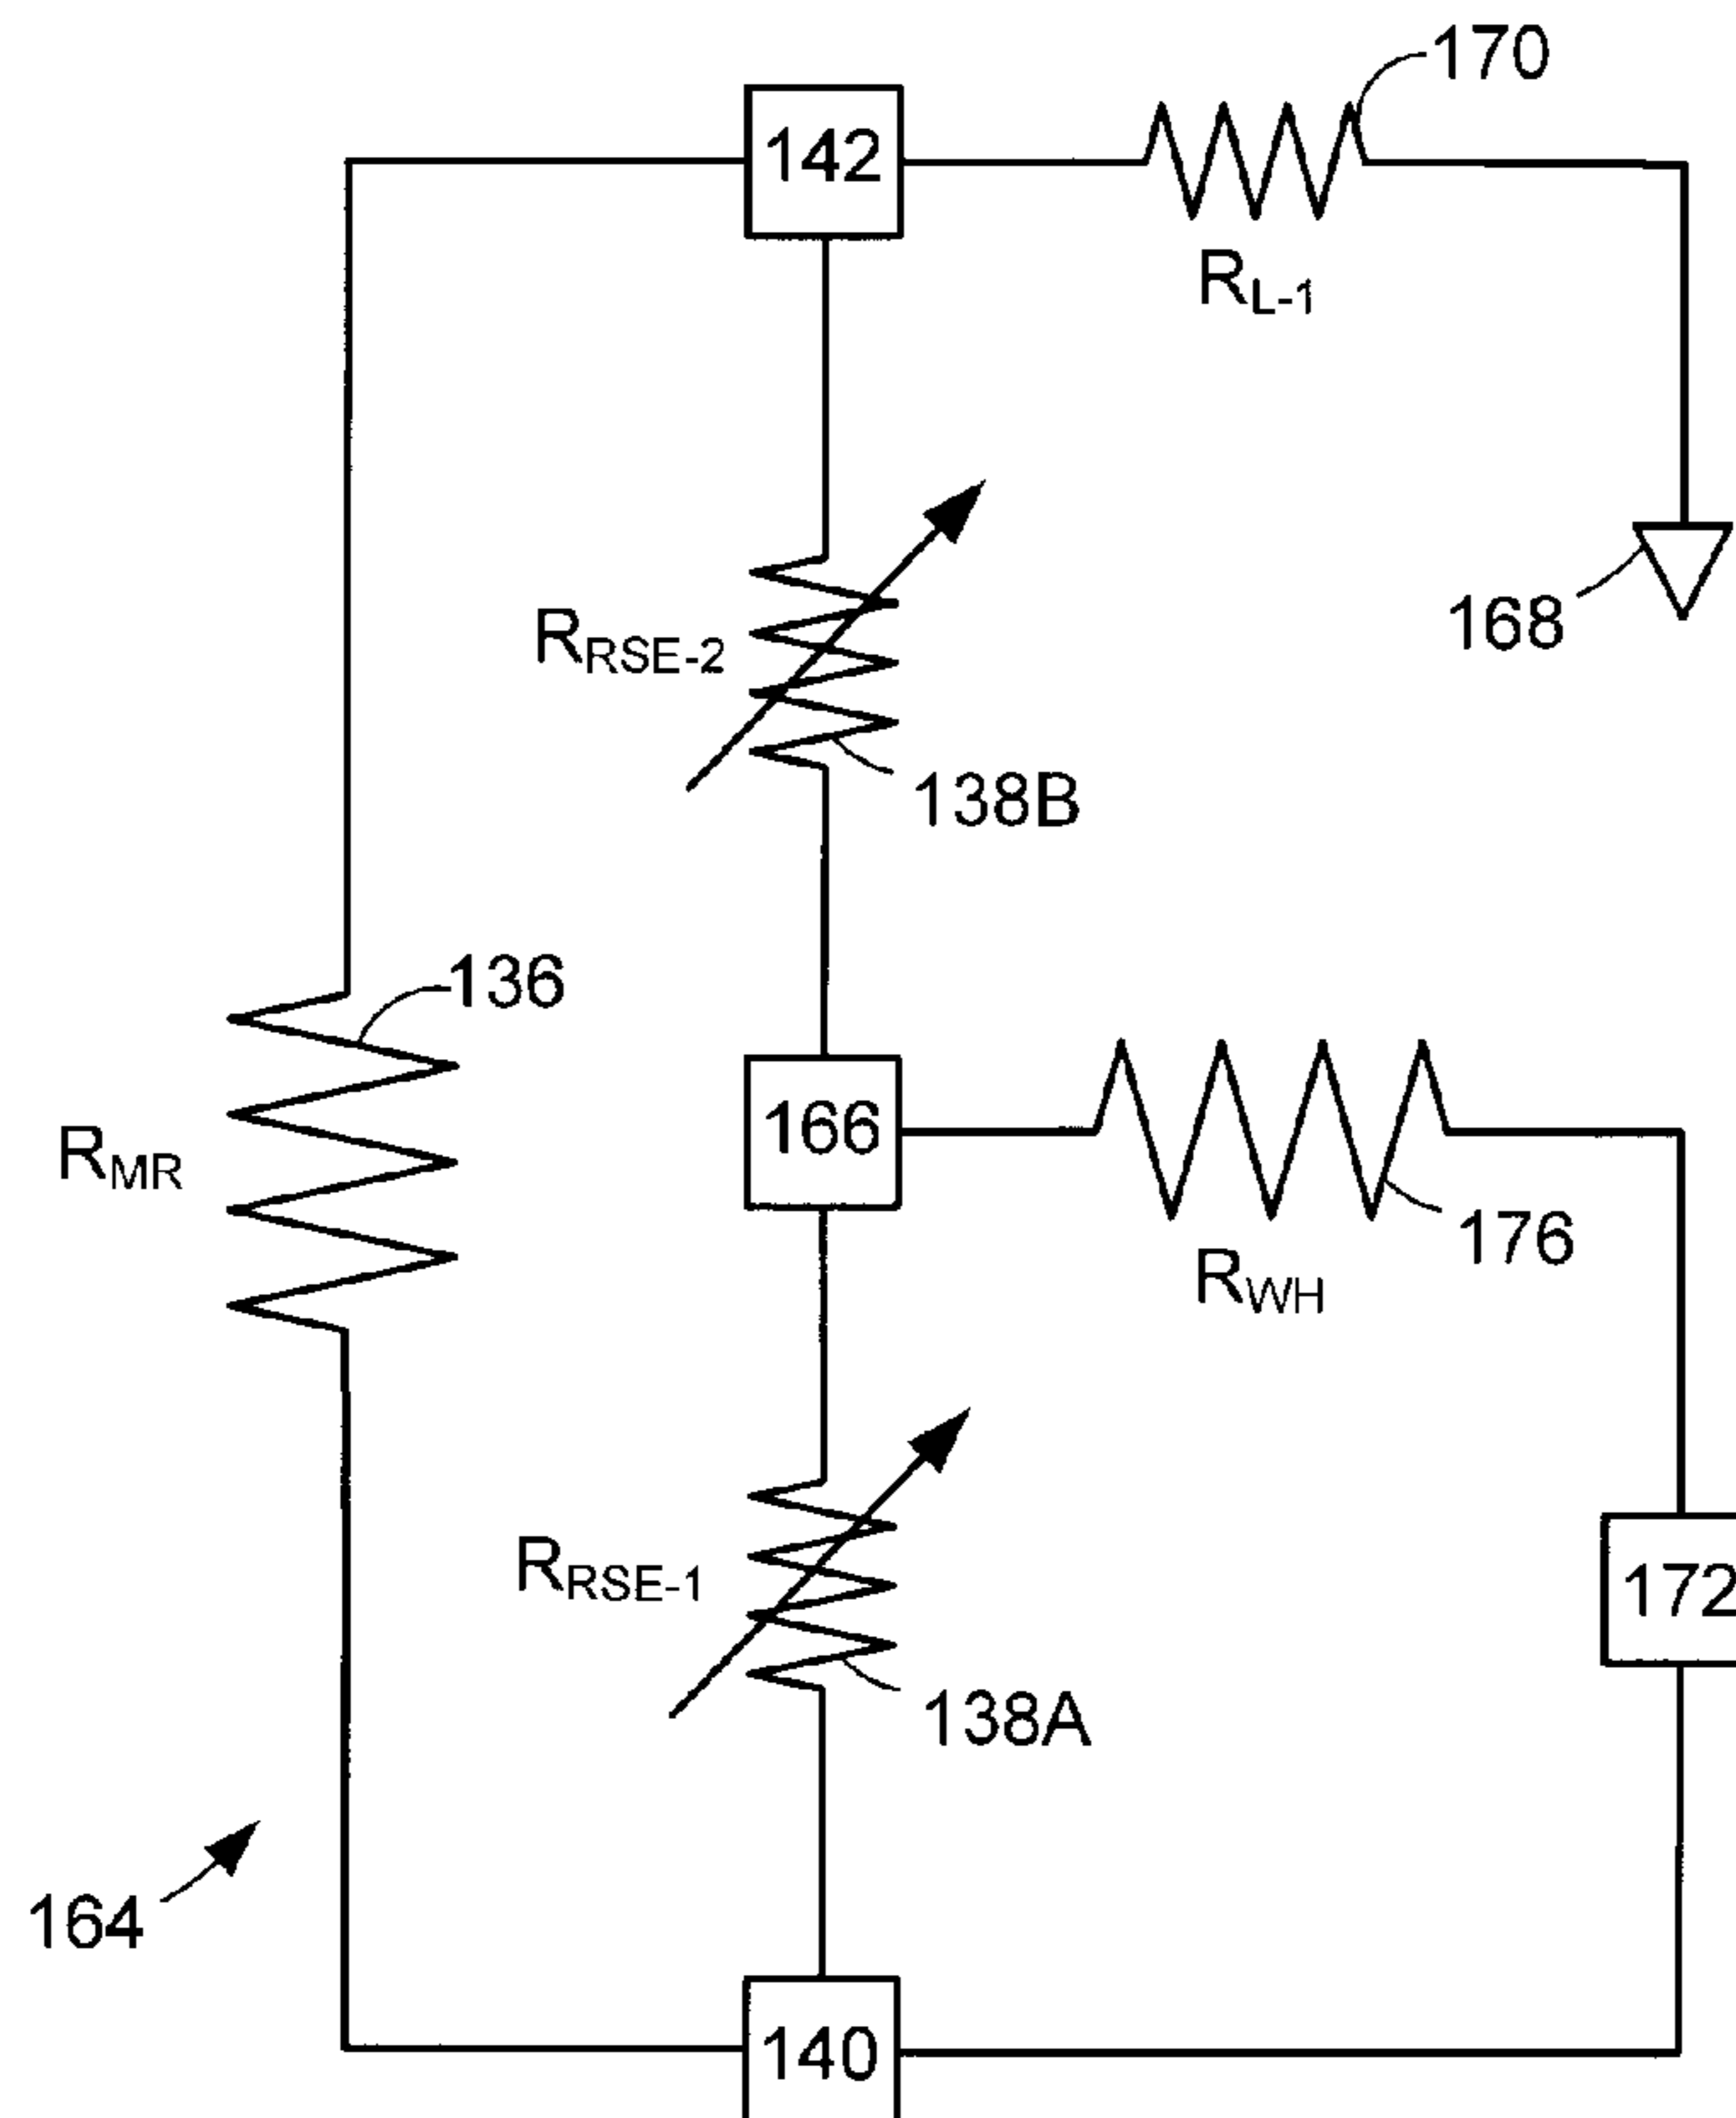 170
142
R_L-1
168
R_RSE-2
138B
136
R_MR
166
176
R_WH
R_RSE-1
172
138A
164
140